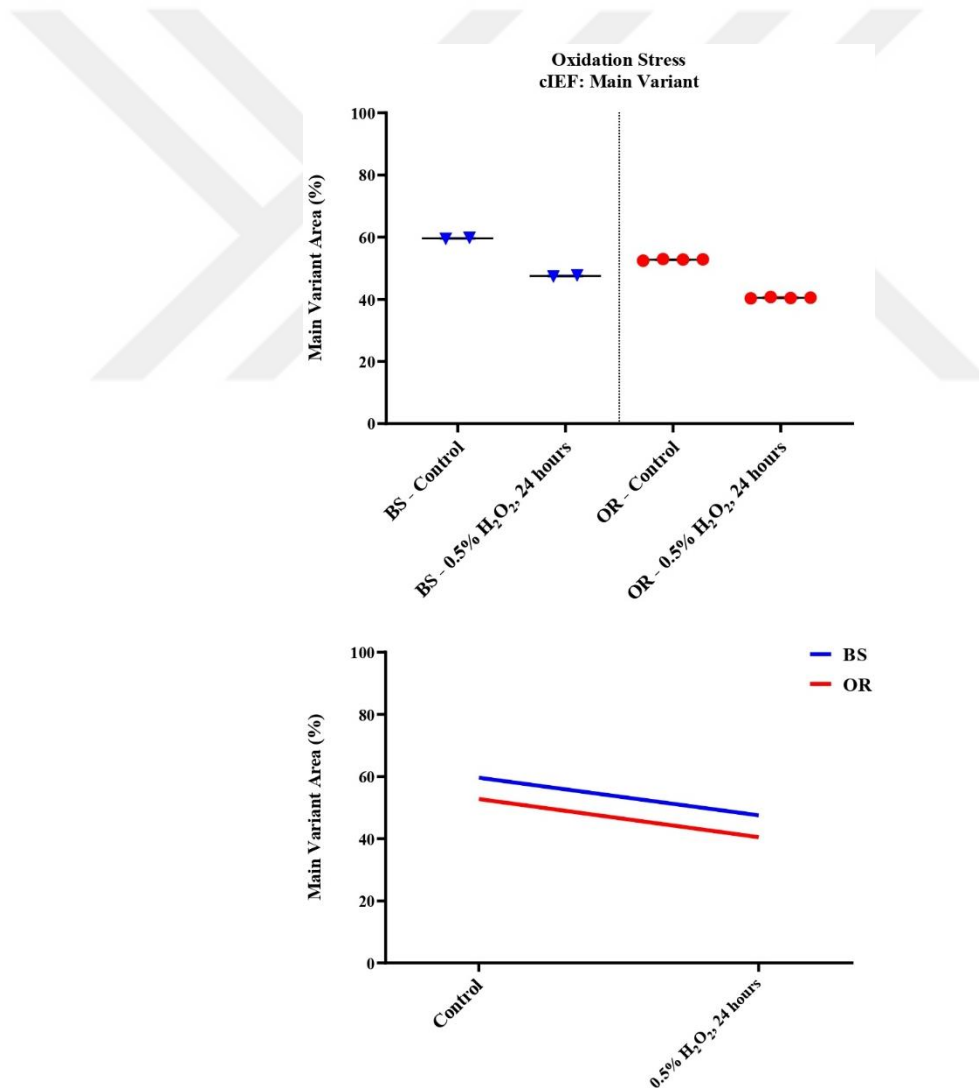 Oxidation Stress
cIEF: Main Variant
Main Variant Area (%)
100
80
60
40
20
0
BS - Control
BS - 0.5% H₂O₂, 24 hours
OR - Control
OR - 0.5% H₂O₂, 24 hours
BS
OR
Main Variant Area (%)
100
80
60
40
20
0
Control
0.5% H₂O₂, 24 hours